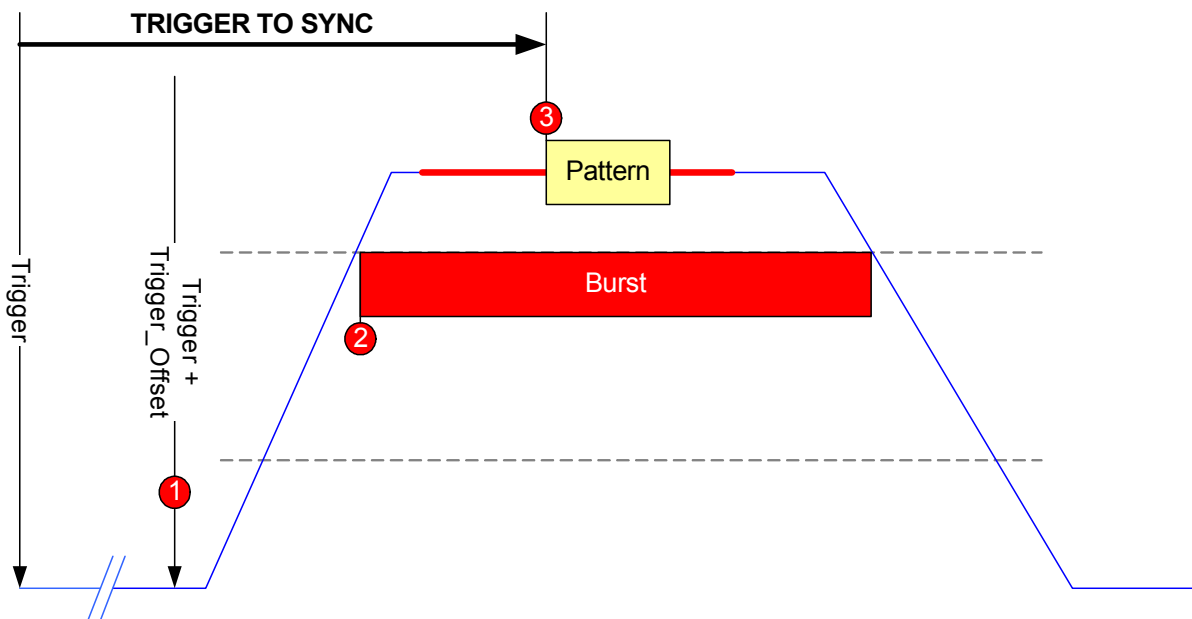 TRIGGER TO SYNC
3
Pattern
Trigger
Trigger +
Trigger_Offset
Burst
2
1